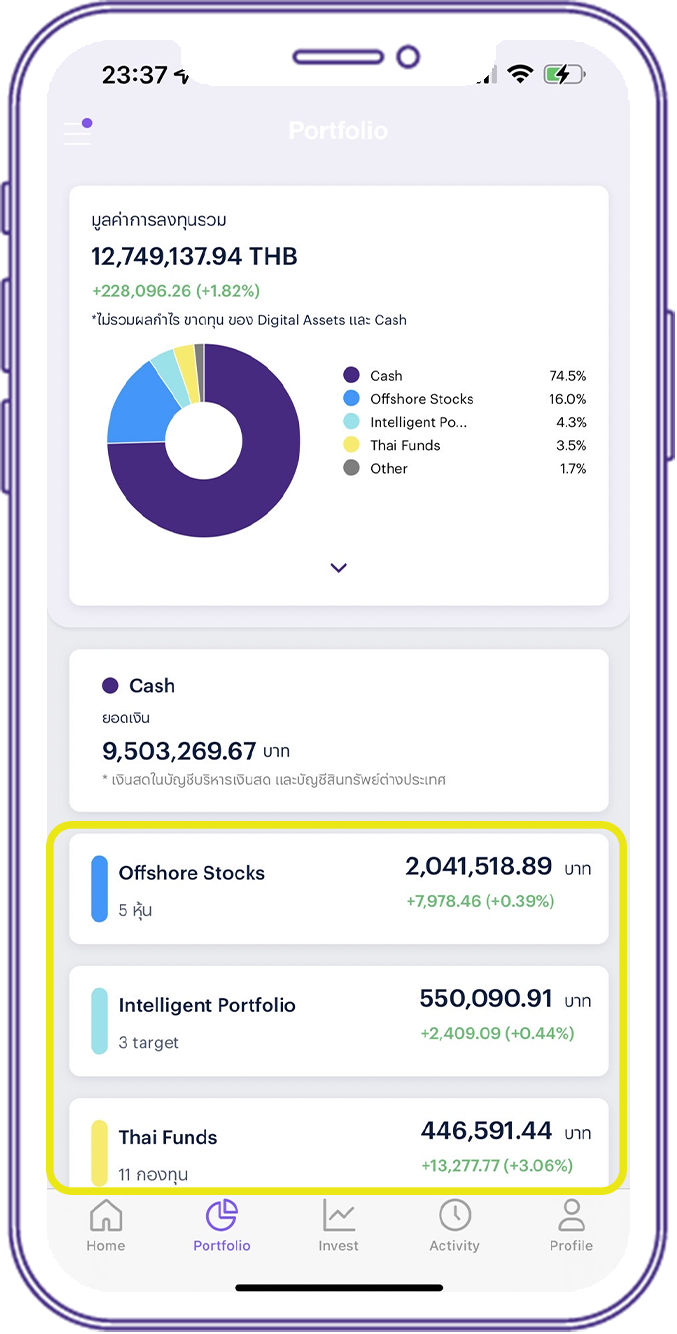 23:37
Portfolio
มูลค่าการลงทุนรวม
12,749,137.94 THB
+228,096.26 (+1.82%)
*ไม่รวมผลกำไร ขาดทุน ของ Digital Assets และ Cash
Cash 74.5%
Offshore Stocks 16.0%
Intelligent Po... 4.3%
Thai Funds 3.5%
Other 1.7%
Cash
ยอดเงิน
9,503,269.67 บาท
* เงินสดในบัญชีบริหารเงินสด และบัญชีสินทรัพย์ต่างประเทศ
Offshore Stocks 2,041,518.89 บาท
5 หุ้น +7,978.46 (+0.39%)
Intelligent Portfolio 550,090.91 บาท
3 target +2,409.09 (+0.44%)
Thai Funds 446,591.44 บาท
11 กองทุน +13,277.77 (+3.06%)
Home Portfolio Invest Activity Profile